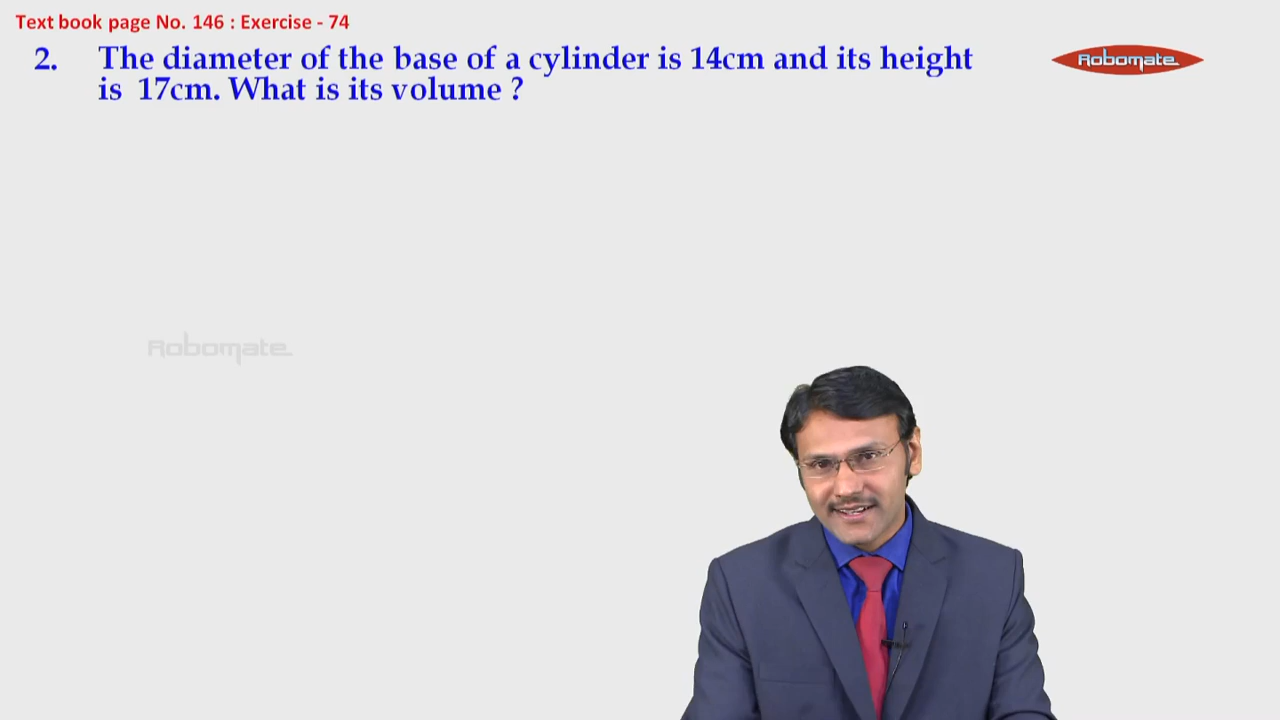 Text book page No. 146 : Exercise - 74
2. The diameter of the base of a cylinder is 14cm and its height
is 17cm. What is its volume ?
Robomate
Robomate